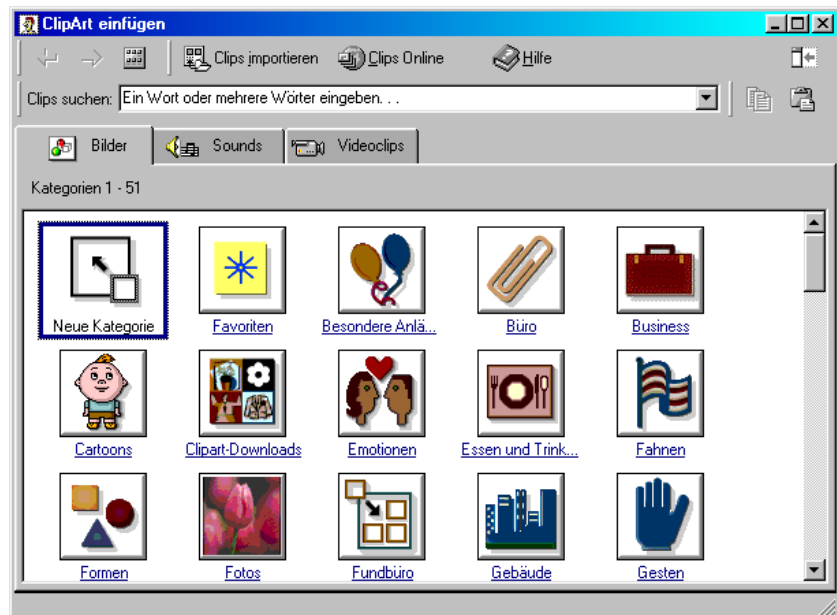 ClipArt einfügen
Clips importieren Clips Online Hilfe
Clips suchen: Ein Wort oder mehrere Wörter eingeben. . .
Bilder Sounds Videoclips
Kategorien 1 - 51
Neue Kategorie Favoriten Besondere Anlä... Büro Business
Cartoons Clipart-Downloads Emotionen Essen und Trink... Fahnen
Formen Fotos Fundbüro Gebäude Gesten